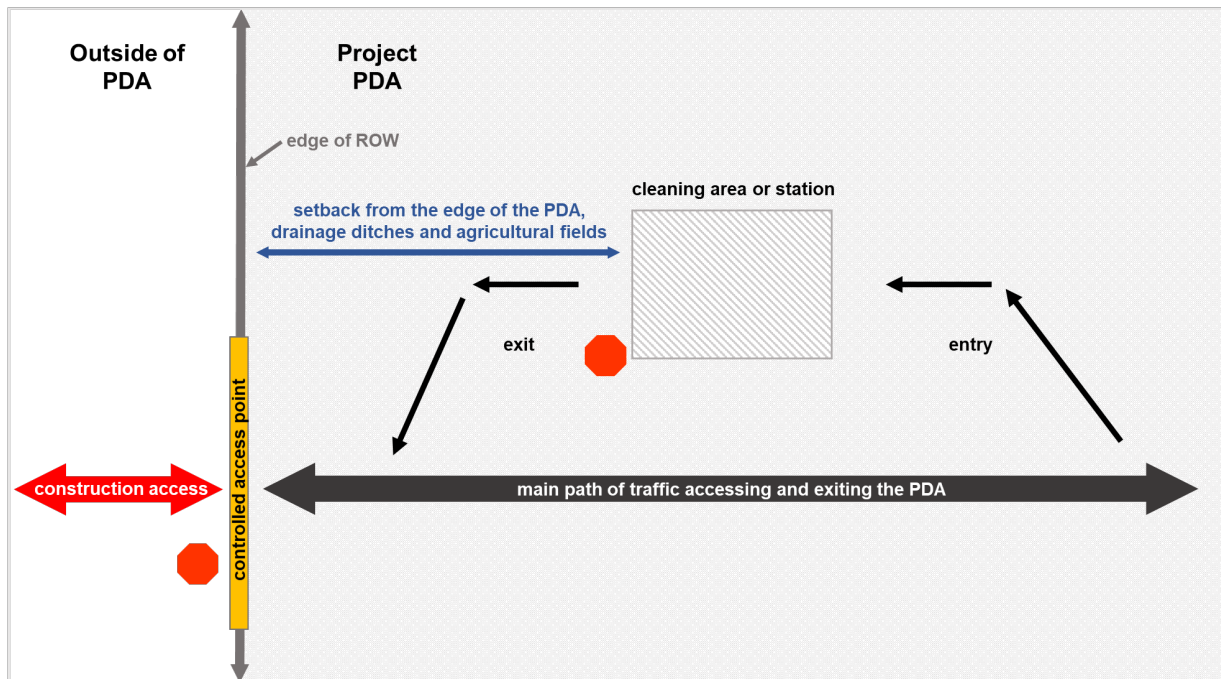 Outside of
PDA
Project
PDA
edge of ROW
cleaning area or station
setback from the edge of the PDA,
drainage ditches and agricultural fields
exit
entry
controlled access point
construction access
main path of traffic accessing and exiting the PDA